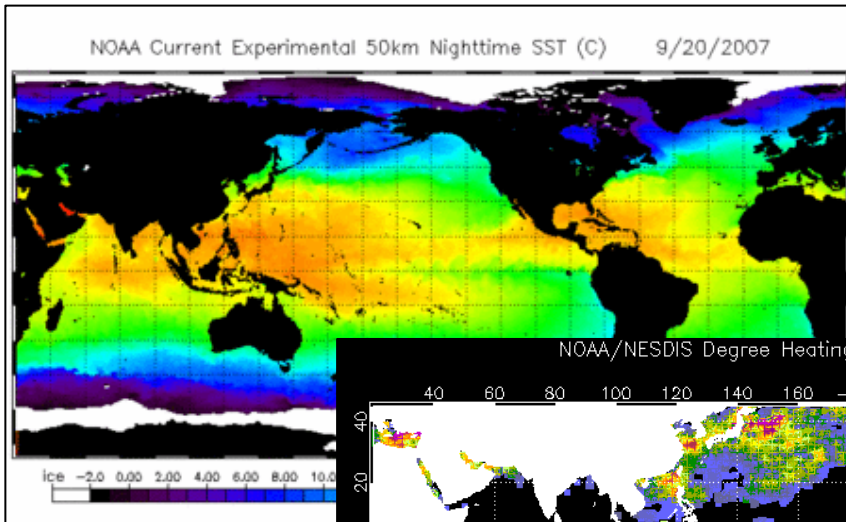 NOAA Current Experimental 50km Nighttime SST (C) 9/20/2007
NOAA/NESDIS Degree Heating
40 60 80 100 120 140 160
40
20
ice -2.0 0.00 2.00 4.00 6.00 8.00 10.0